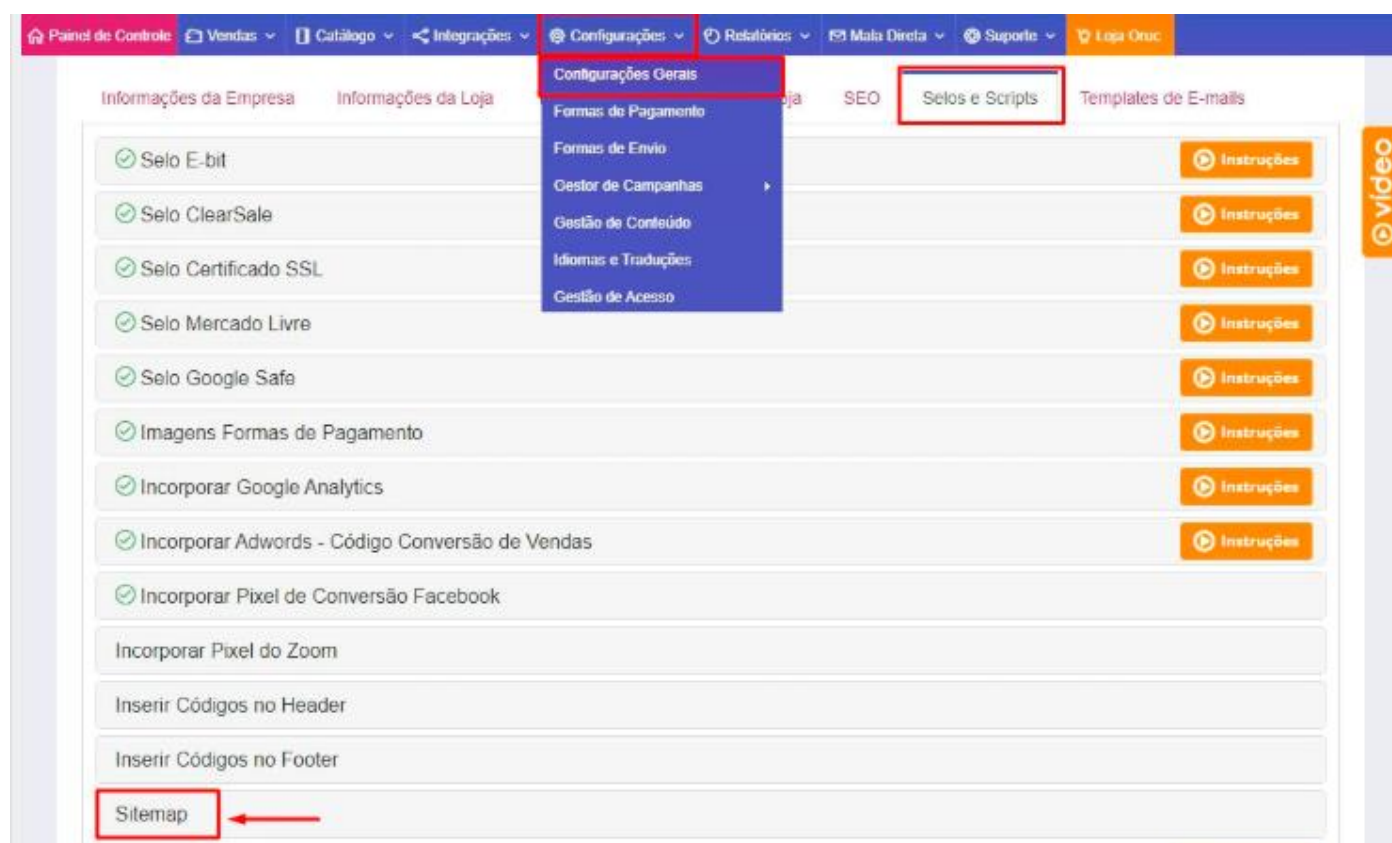 Painel de Controle Vendas Catálogo Integrações Configurações Relatórios Mala Direta Suporte Loja Oruc
Informações da Empresa Informações da Loja oja SEO Selos e Scripts Templates de E-mails
Configurações Gerais
Formas de Pagamento
Formas de Envio
Gestor de Campanhas
Gestão de Conteúdo
Idiomas e Traduções
Gestão de Acesso
Selo E-bit Instruções
Selo ClearSale Instruções
Selo Certificado SSL Instruções
Selo Mercado Livre Instruções
Selo Google Safe Instruções
Imagens Formas de Pagamento Instruções
Incorporar Google Analytics Instruções
Incorporar Adwords - Código Conversão de Vendas Instruções
Incorporar Pixel de Conversão Facebook
Incorporar Pixel do Zoom
Inserir Códigos no Header
Inserir Códigos no Footer
Sitemap
vídeo